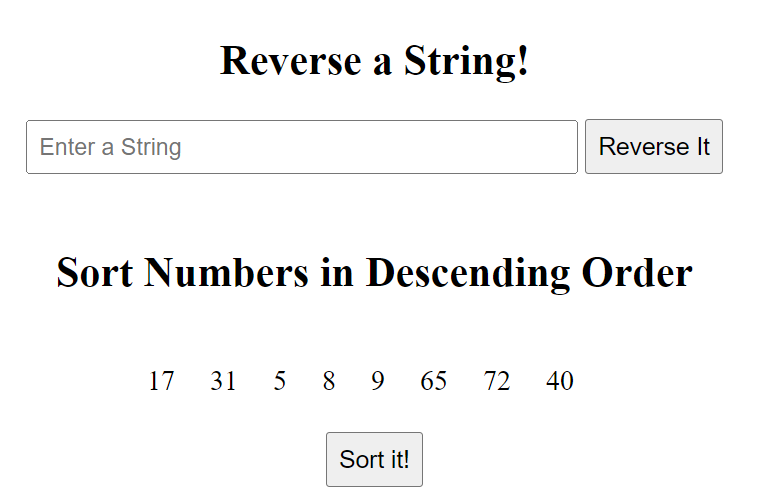 Reverse a String!
Enter a String Reverse It
Sort Numbers in Descending Order
17 31 5 8 9 65 72 40
Sort it!